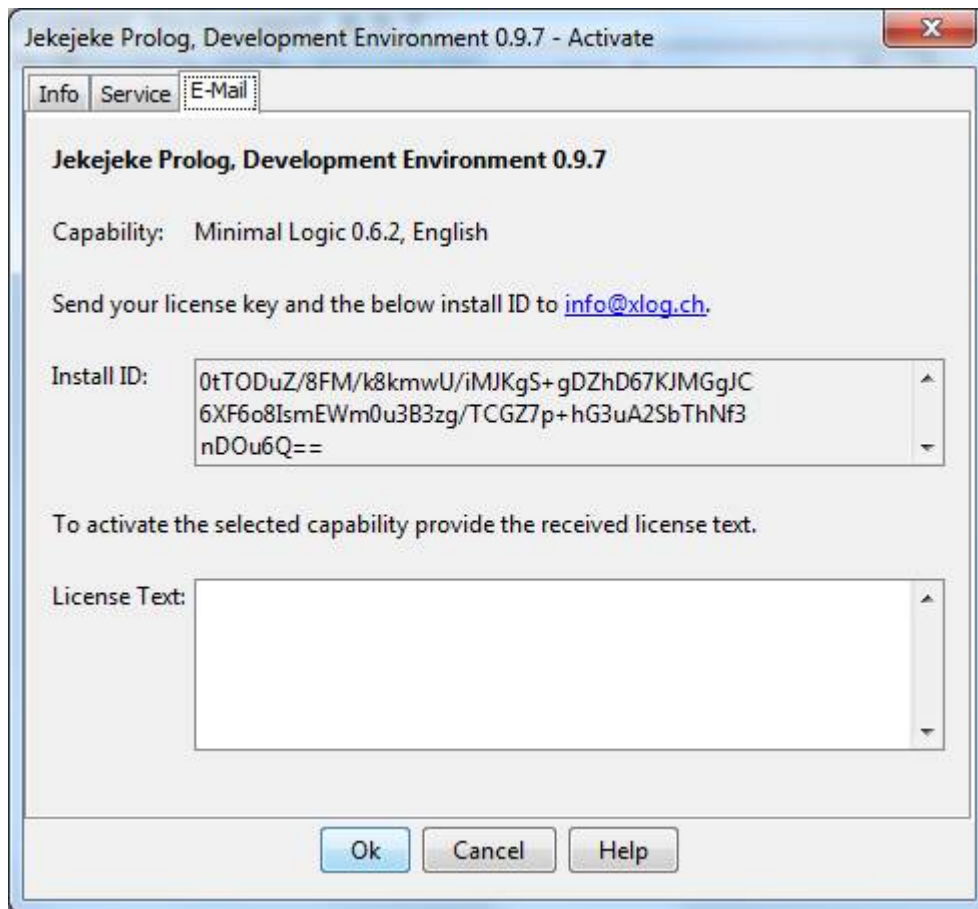 Jekejeke Prolog, Development Environment 0.9.7 - Activate
Info Service E-Mail
Jekejeke Prolog, Development Environment 0.9.7
Capability: Minimal Logic 0.6.2, English
Send your license key and the below install ID to info@xlog.ch.
Install ID: 0tTODuZ/8FM/k8kmwU/iMJKgS+gDZhD67KJMGgJC
6XF6o8IsmEWm0u3B3zg/TCGZ7p+hG3uA2SbThNf3
nDOu6Q==
To activate the selected capability provide the received license text.
License Text:
Ok Cancel Help